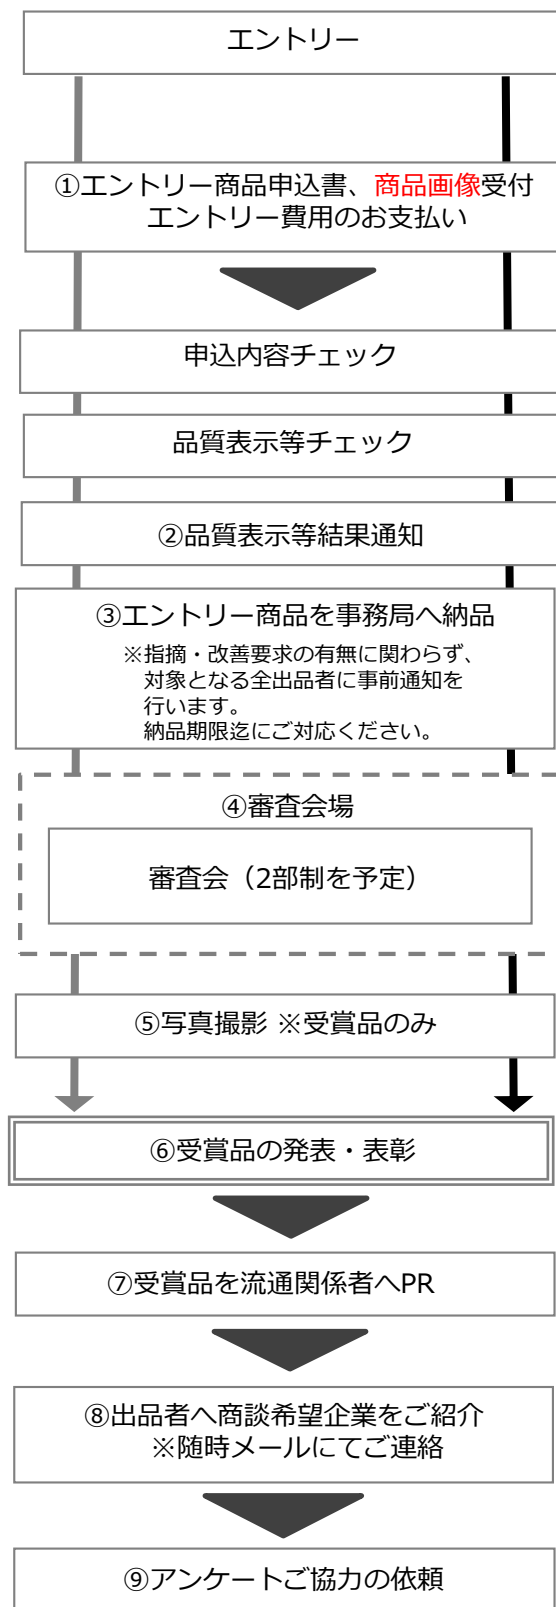 エントリー
①エントリー商品申込書、商品画像受付
エントリー費用のお支払い
申込内容チェック
品質表示等チェック
②品質表示等結果通知
③エントリー商品を事務局へ納品
※指摘・改善要求の有無に関わらず、
対象となる全出品者に事前通知を
行います。
納品期限迄にご対応ください。
④審査会場
審査会（2部制を予定）
⑤写真撮影 ※受賞品のみ
⑥受賞品の発表・表彰
⑦受賞品を流通関係者へPR
⑧出品者へ商談希望企業をご紹介
※随時メールにてご連絡
⑨アンケートご協力の依頼